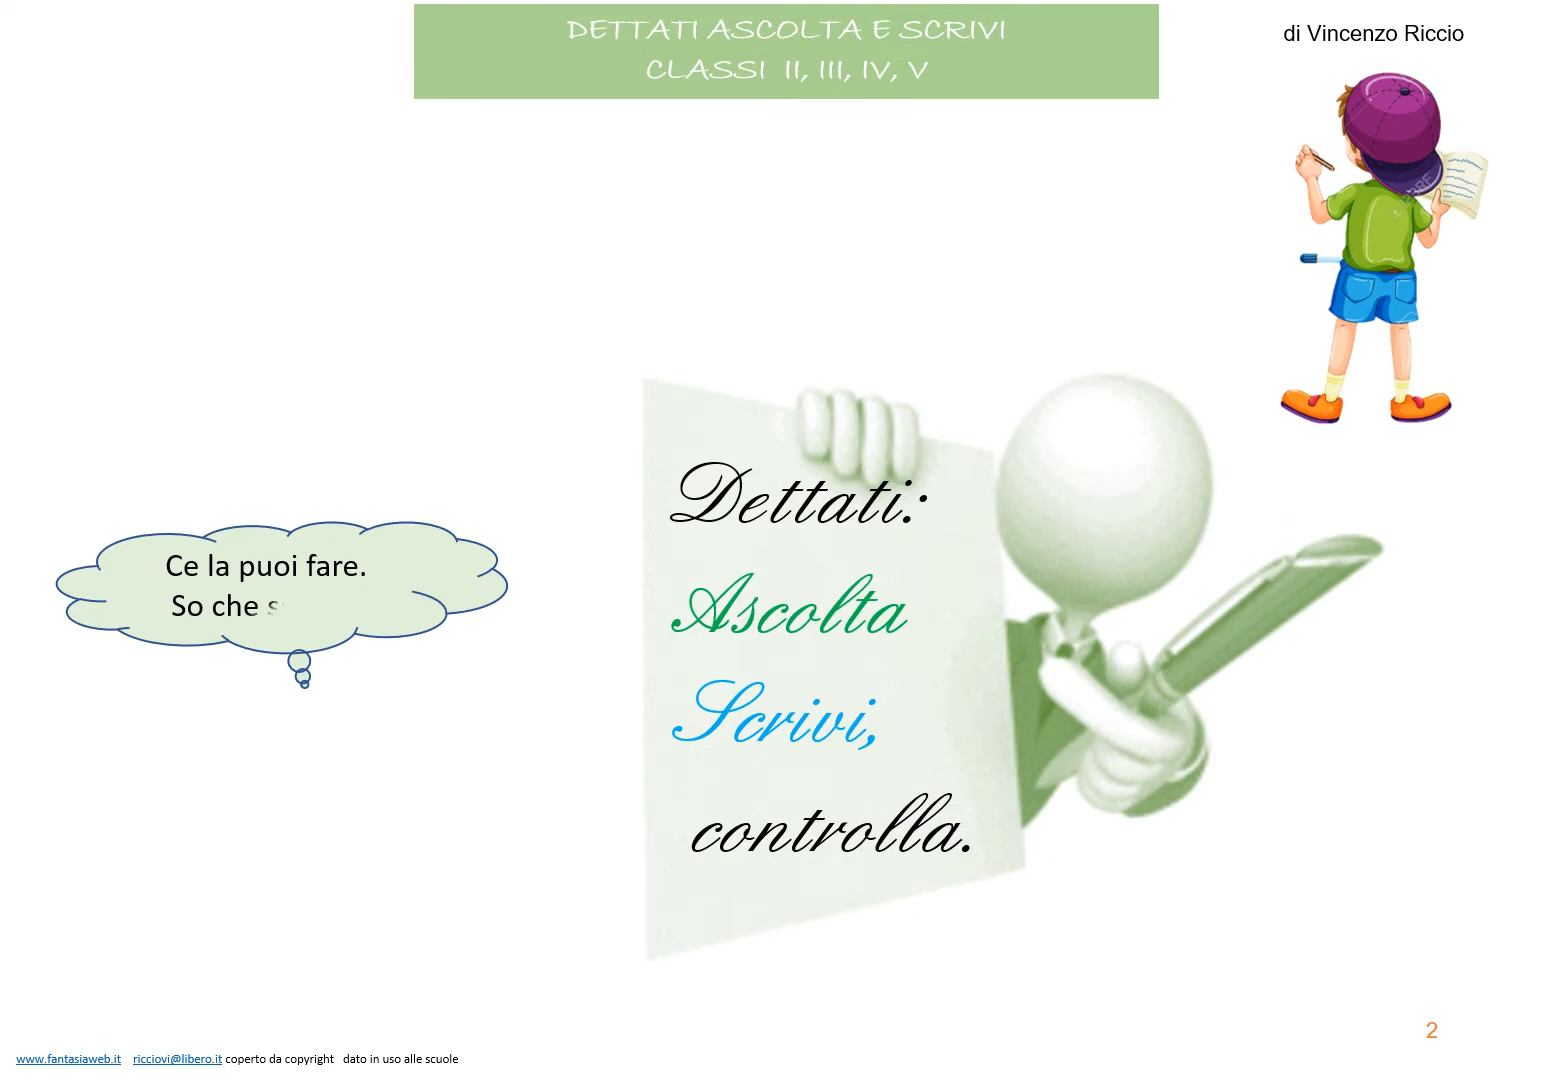 DETTATI ASCOLTA E SCRIVI
CLASSI II, III, IV, V
di Vincenzo Riccio
Ce la puoi fare.
So che
Dettati:
Ascolta
Scrivi,
controlla.
2
www.fantasiaweb.it ricciovi@libero.it coperto da copyright dato in uso alle scuole